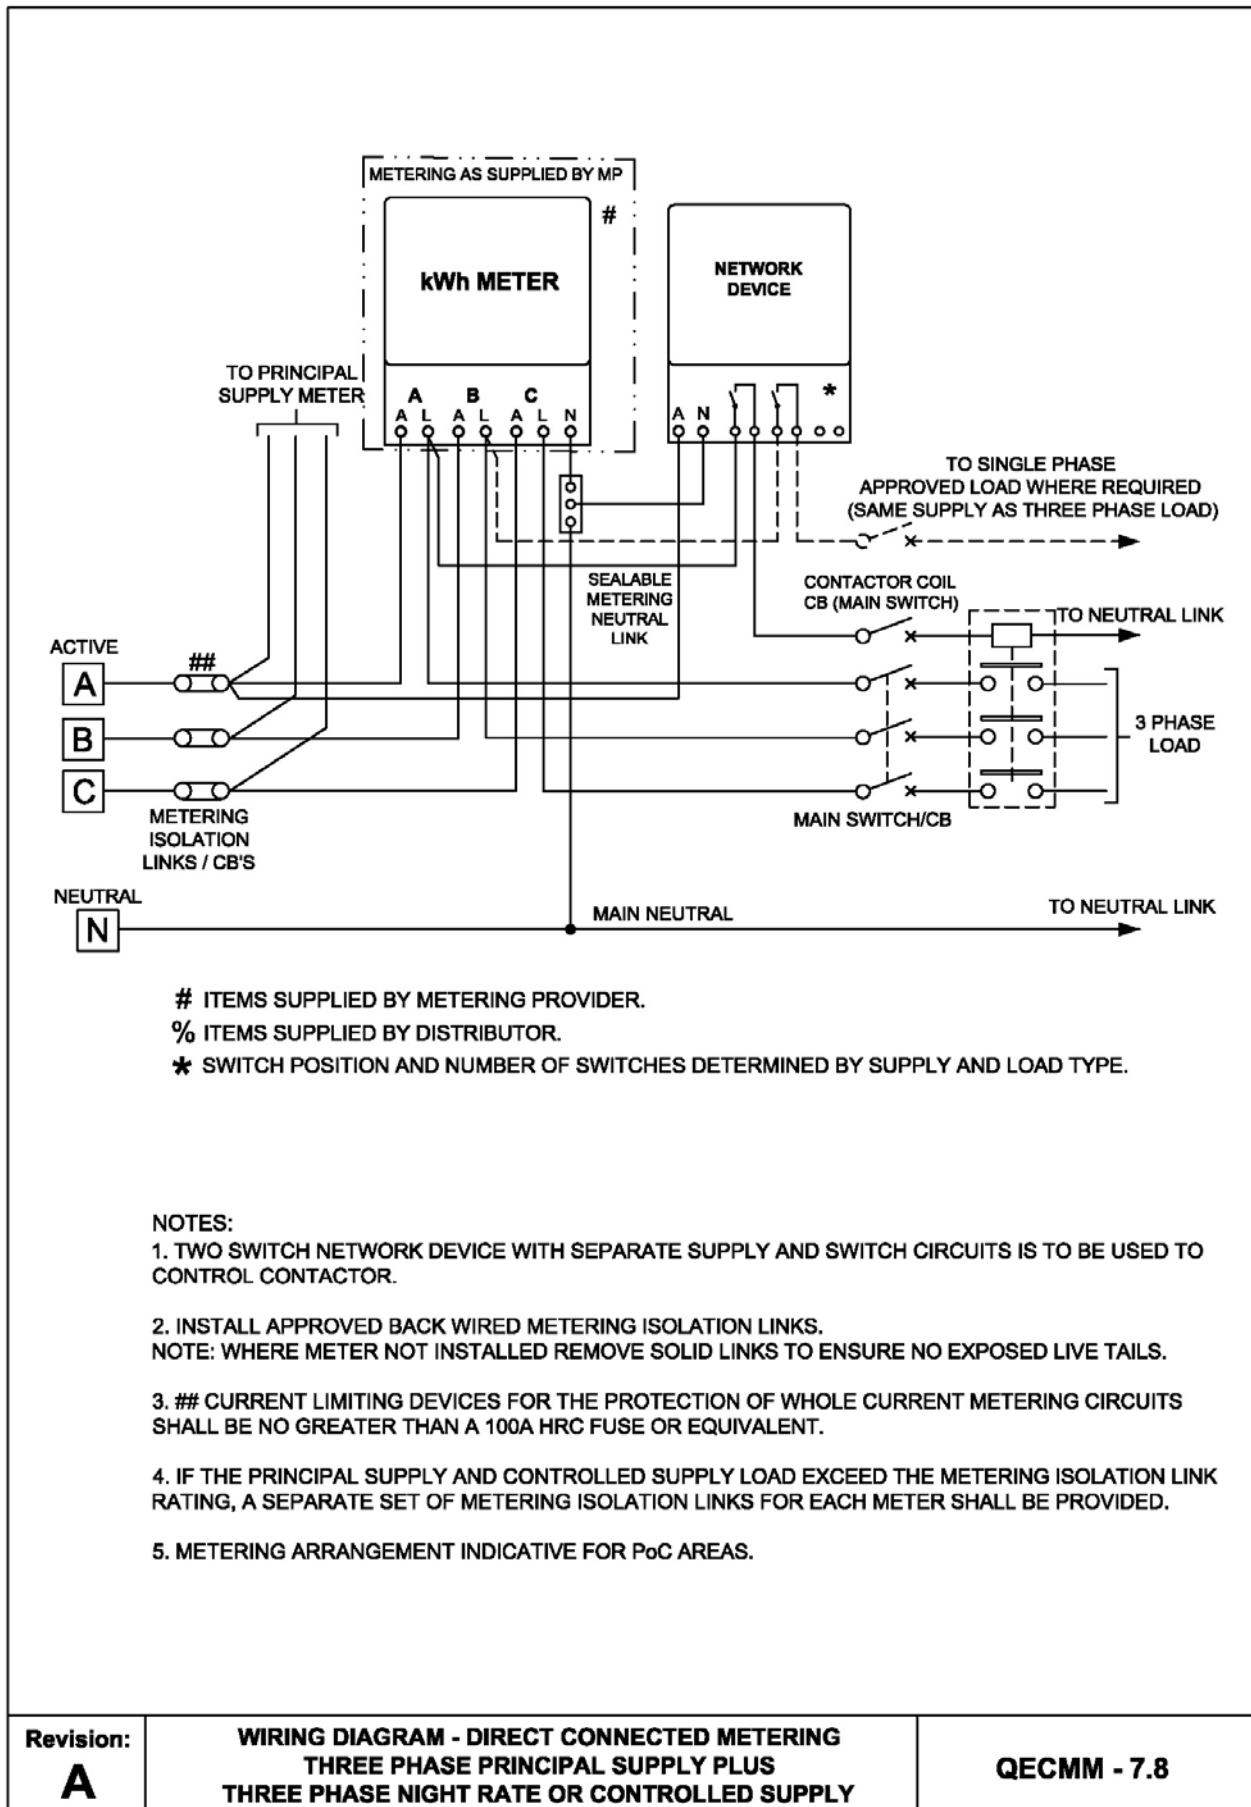 METERING AS SUPPLIED BY MP
#
kWh METER
NETWORK
DEVICE
TO PRINCIPAL
SUPPLY METER
A B C
A L A L A L N
A N
*
TO SINGLE PHASE
APPROVED LOAD WHERE REQUIRED
(SAME SUPPLY AS THREE PHASE LOAD)
SEALABLE
METERING
NEUTRAL
LINK
CONTACTOR COIL
CB (MAIN SWITCH)
TO NEUTRAL LINK
ACTIVE
##
A
B
C
3 PHASE
LOAD
METERING
ISOLATION
LINKS / CB'S
MAIN SWITCH/CB
NEUTRAL
N
MAIN NEUTRAL
TO NEUTRAL LINK
# ITEMS SUPPLIED BY METERING PROVIDER.
% ITEMS SUPPLIED BY DISTRIBUTOR.
* SWITCH POSITION AND NUMBER OF SWITCHES DETERMINED BY SUPPLY AND LOAD TYPE.
NOTES:
1. TWO SWITCH NETWORK DEVICE WITH SEPARATE SUPPLY AND SWITCH CIRCUITS IS TO BE USED TO
CONTROL CONTACTOR.
2. INSTALL APPROVED BACK WIRED METERING ISOLATION LINKS.
NOTE: WHERE METER NOT INSTALLED REMOVE SOLID LINKS TO ENSURE NO EXPOSED LIVE TAILS.
3. ## CURRENT LIMITING DEVICES FOR THE PROTECTION OF WHOLE CURRENT METERING CIRCUITS
SHALL BE NO GREATER THAN A 100A HRC FUSE OR EQUIVALENT.
4. IF THE PRINCIPAL SUPPLY AND CONTROLLED SUPPLY LOAD EXCEED THE METERING ISOLATION LINK
RATING, A SEPARATE SET OF METERING ISOLATION LINKS FOR EACH METER SHALL BE PROVIDED.
5. METERING ARRANGEMENT INDICATIVE FOR PoC AREAS.
Revision:
A
WIRING DIAGRAM - DIRECT CONNECTED METERING
THREE PHASE PRINCIPAL SUPPLY PLUS
THREE PHASE NIGHT RATE OR CONTROLLED SUPPLY
QECMM - 7.8